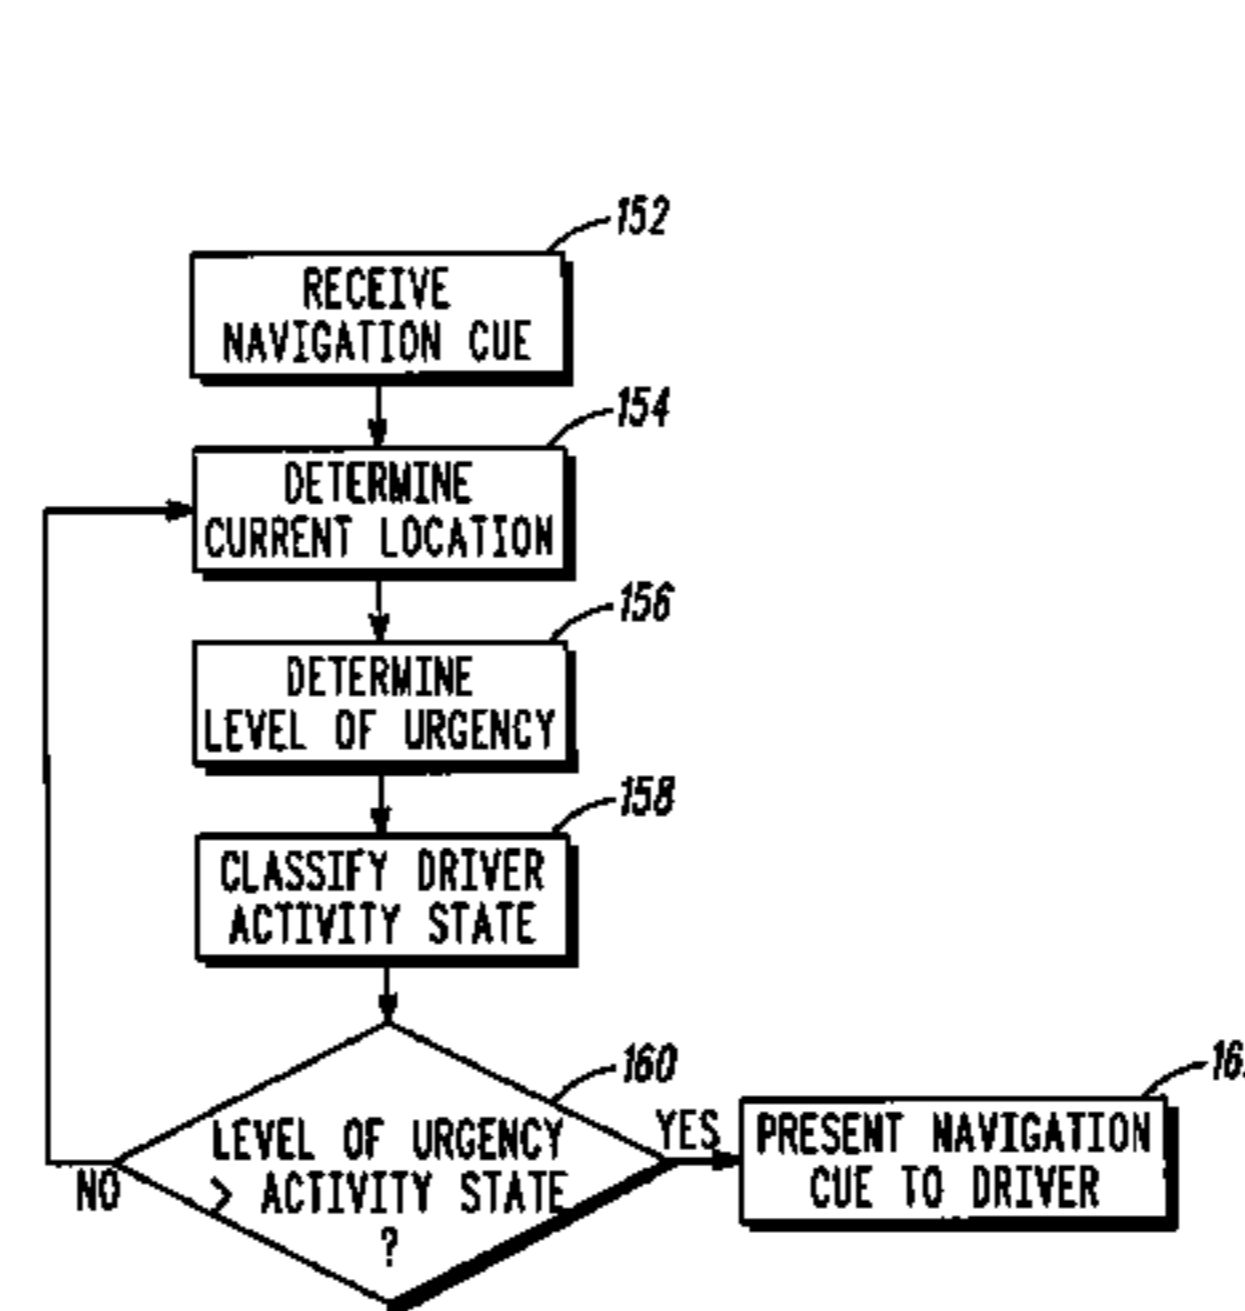 152
RECEIVE
NAVIGATION CUE
154
DETERMINE
CURRENT LOCATION
156
DETERMINE
LEVEL OF URGENCY
158
CLASSIFY DRIVER
ACTIVITY STATE
160
LEVEL OF URGENCY
> ACTIVITY STATE
?
NO
YES
PRESENT NAVIGATION
CUE TO DRIVER